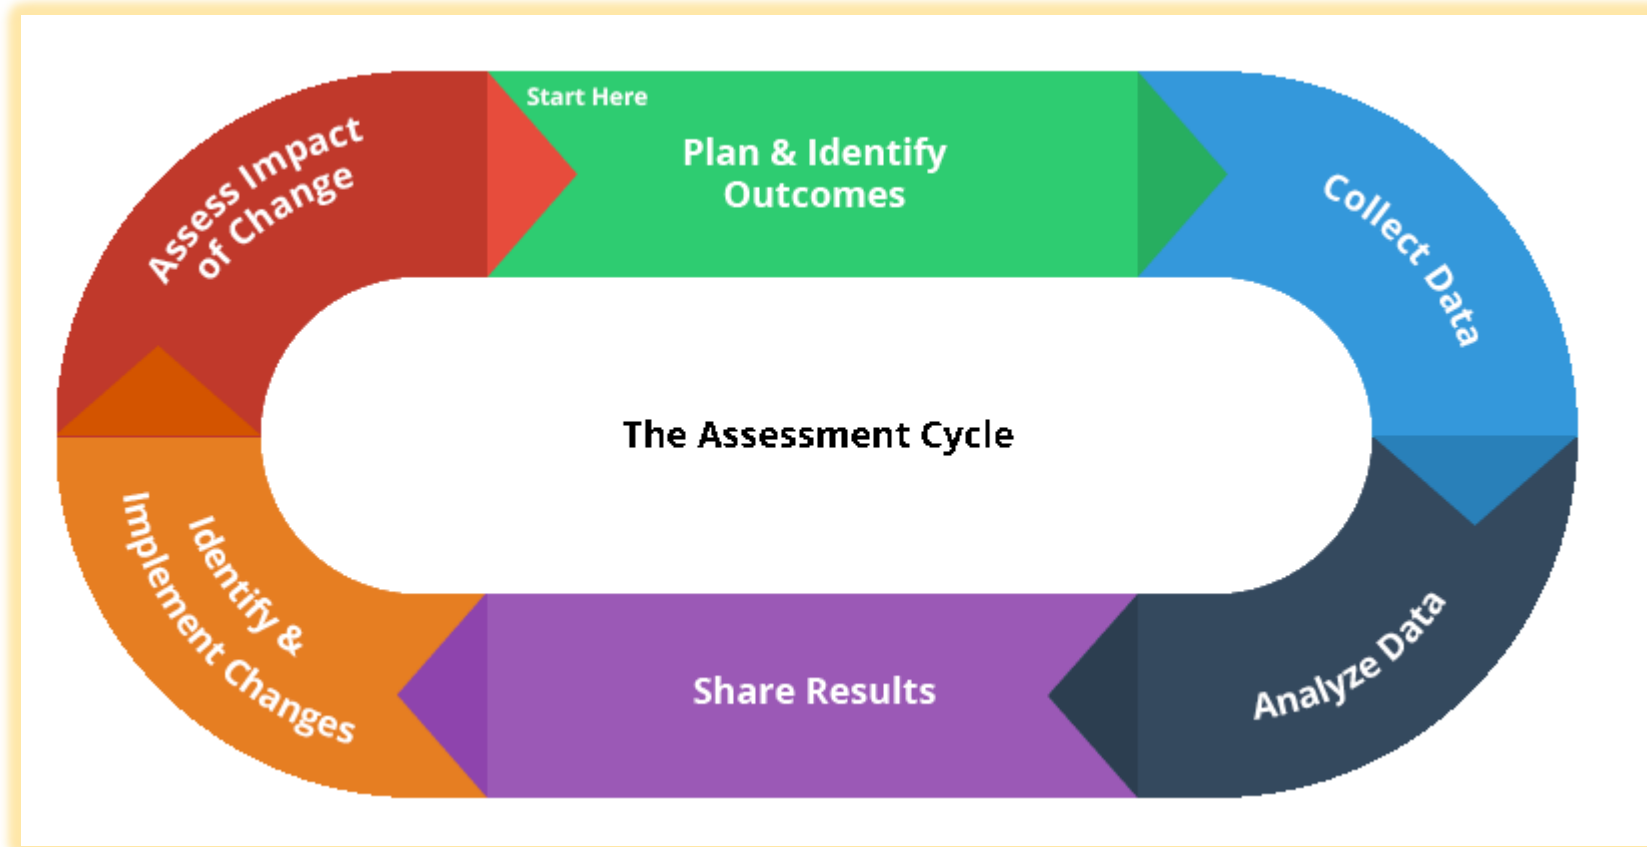 Start Here
Plan & Identify
Outcomes
Collect Data
Analyze Data
Share Results
Identify &
Implement Changes
Assess Impact
of Change
The Assessment Cycle